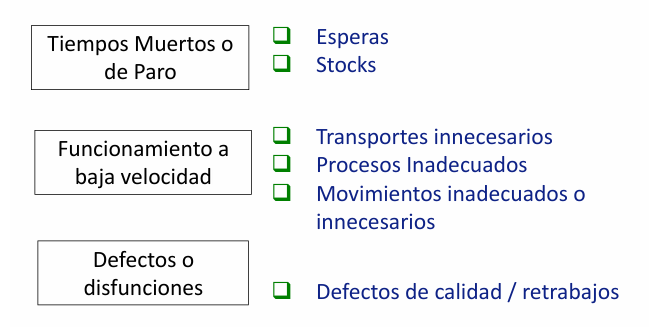 Tiempos Muertos o
de Paro
Esperas
Stocks
Funcionamiento a
baja velocidad
Transportes innecesarios
Procesos Inadecuados
Movimientos inadecuados o
innecesarios
Defectos o
disfunciones
Defectos de calidad / retrabajos